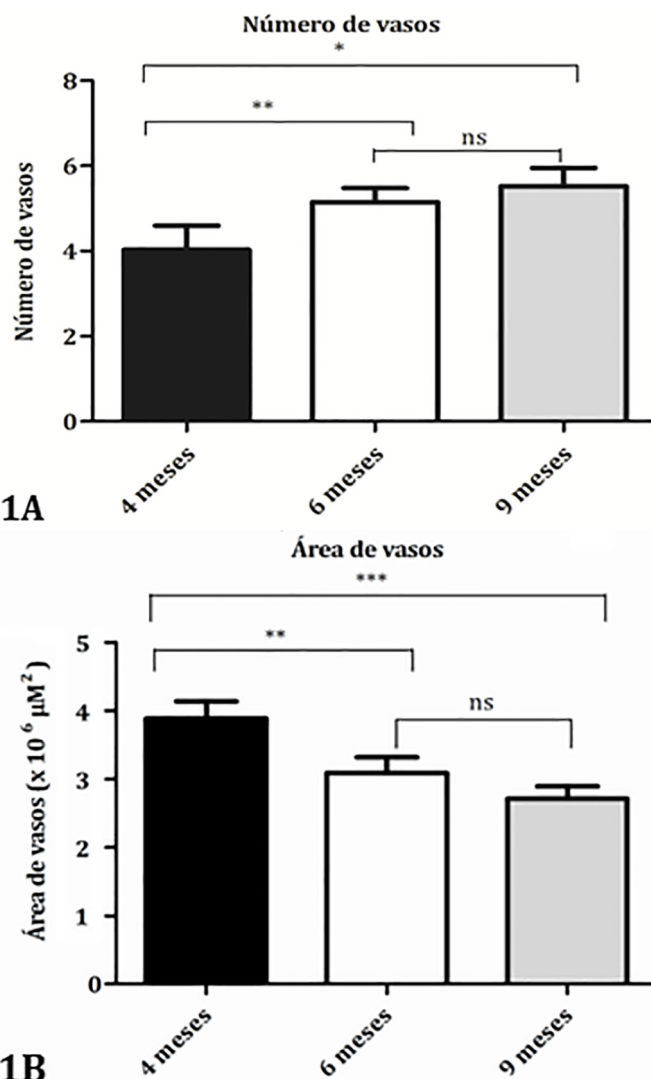 Número de vasos
*
8
**
ns
6
Número de vasos
4
2
0
4 meses
6 meses
9 meses
1A
Área de vasos
***
**
5
ns
4
Área de vasos (x 10⁶ µM²)
3
2
1
0
4 meses
6 meses
9 meses
1B